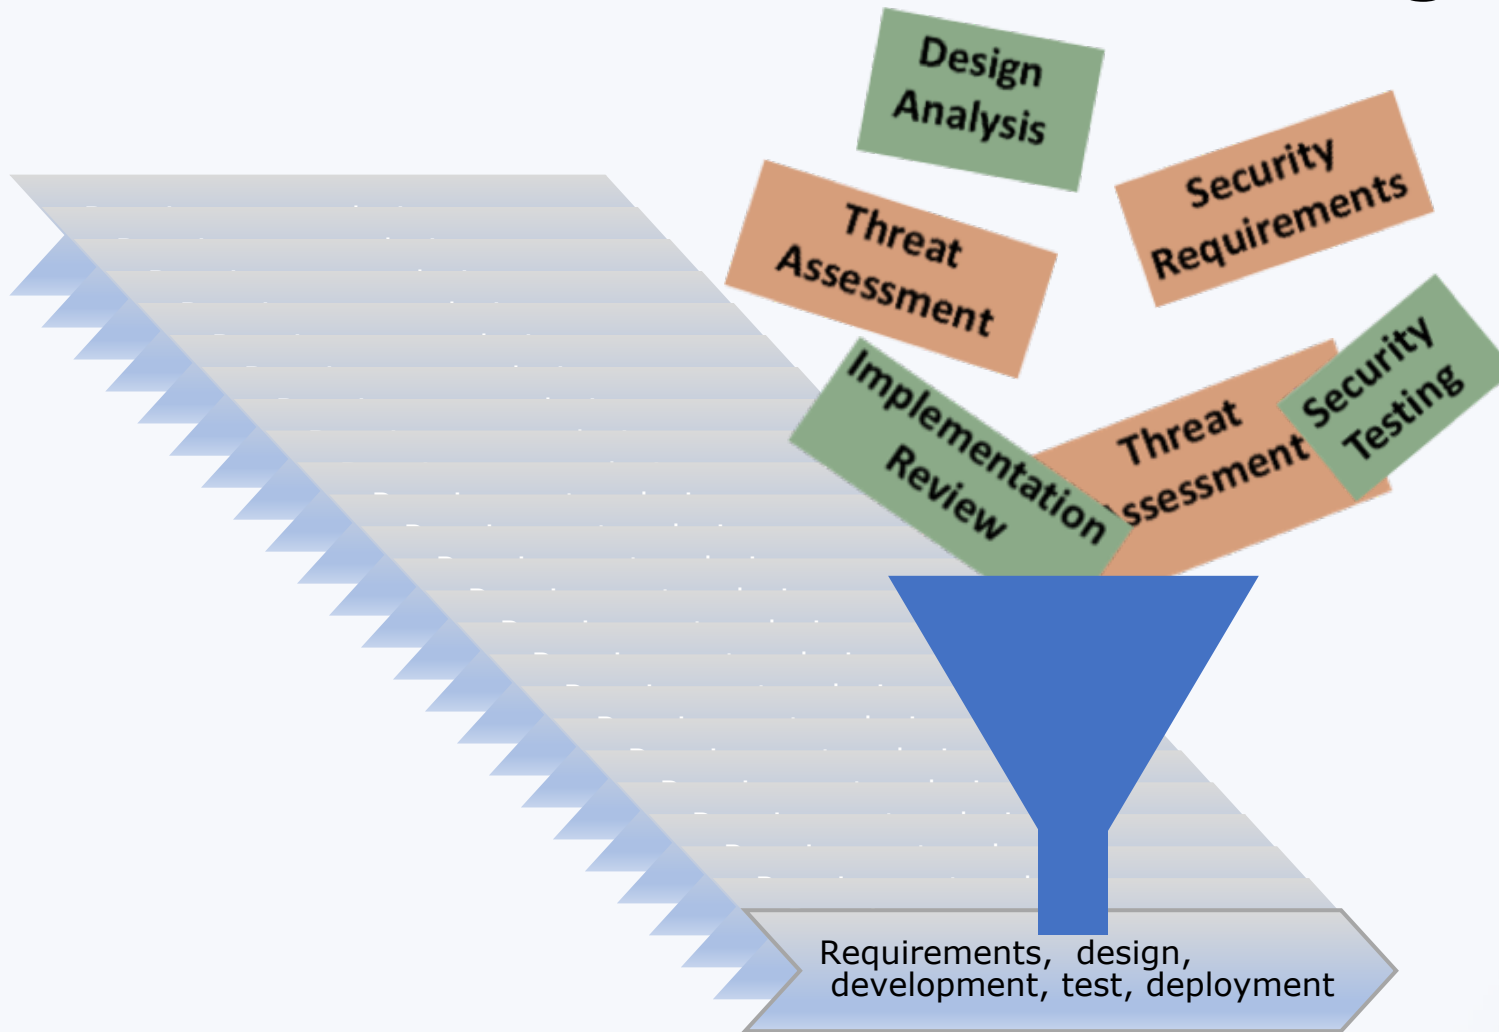 Design
Analysis
Security
Requirements
Threat
Assessment
Security
Testing
Implementation
Review
Threat
ssessment
Requirements,  design,
development, test, deployment